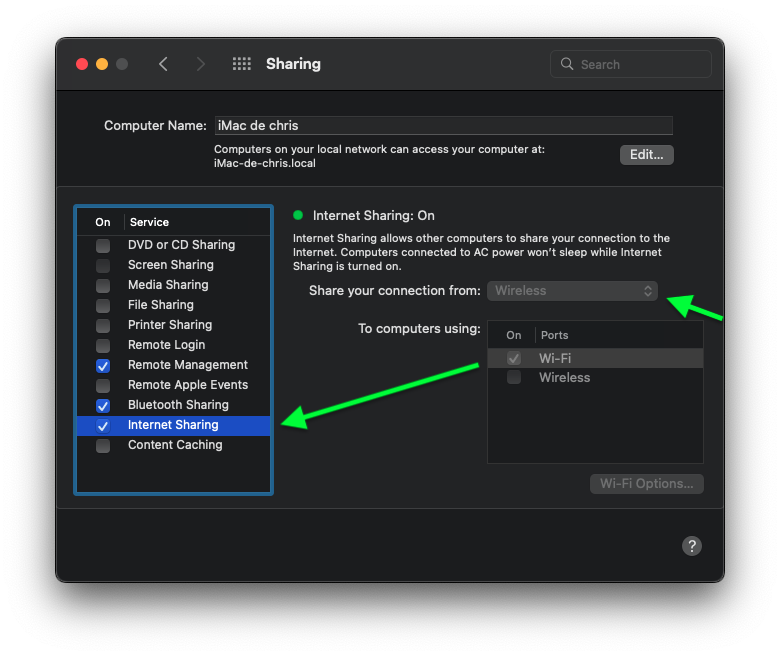 Sharing
Search
Computer Name:
iMac de chris
Computers on your local network can access your computer at:
iMac-de-chris.local
Edit...
On
Service
DVD or CD Sharing
Screen Sharing
Media Sharing
File Sharing
Printer Sharing
Remote Login
Remote Management
Remote Apple Events
Bluetooth Sharing
Internet Sharing
Content Caching
Internet Sharing: On
Internet Sharing allows other computers to share your connection to the
Internet. Computers connected to AC power won't sleep while Internet
Sharing is turned on.
Share your connection from:
Wireless
To computers using:
On
Ports
Wi-Fi
Wireless
Wi-Fi Options...
?